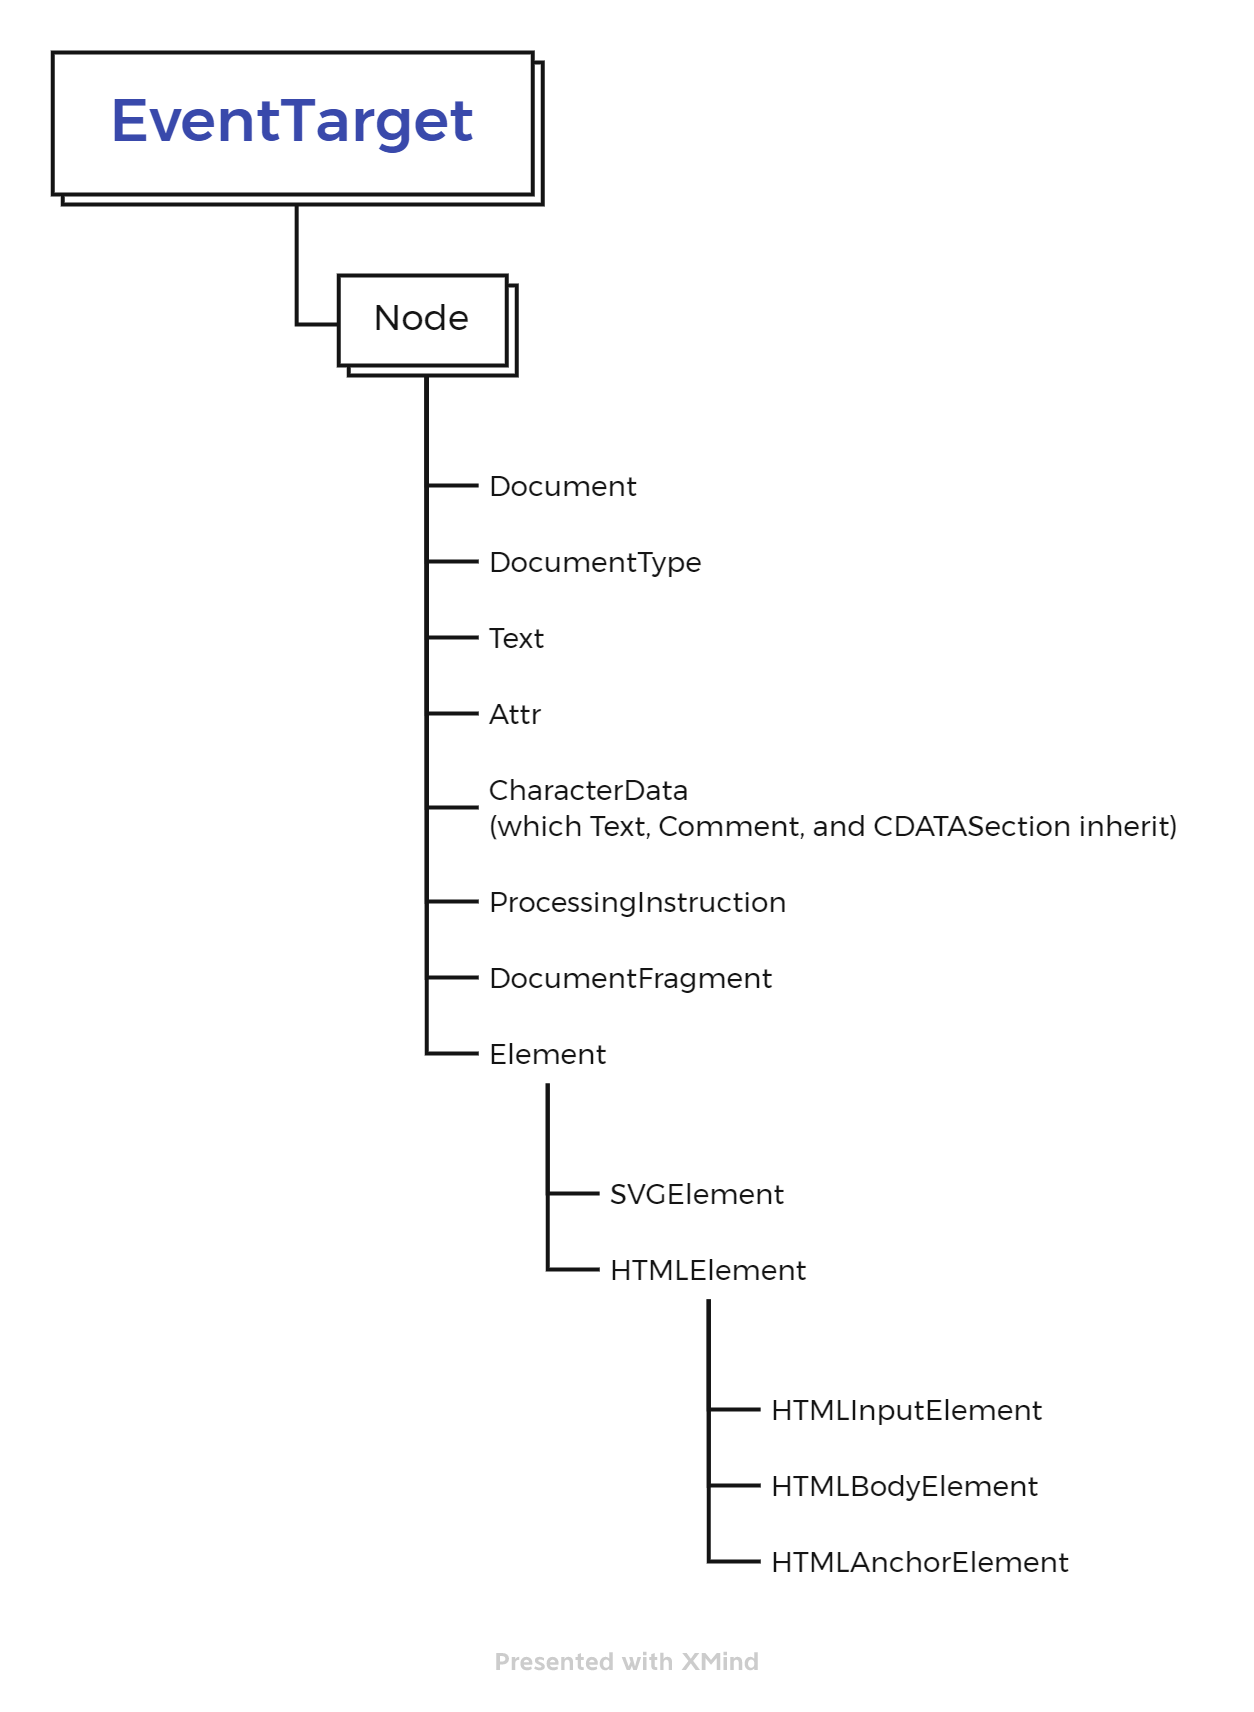 EventTarget
Node
Document
DocumentType
Text
Attr
CharacterData
(which Text, Comment, and CDATASection inherit)
ProcessingInstruction
DocumentFragment
Element
SVGElement
HTMLElement
HTMLInputElement
HTMLBodyElement
HTMLAnchorElement
Presented with XMind